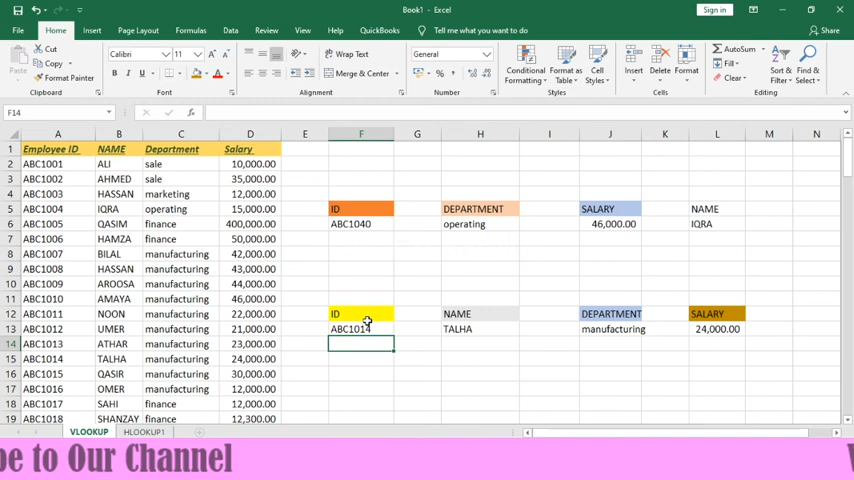 Book1 - Excel
Sign in
File Home Insert Page Layout Formulas Data Review View Help QuickBooks Tell me what you want to do Share
Paste
Cut
Copy
Format Painter
Clipboard
Calibri 11
B I U
Font
Wrap Text
Merge & Center
Alignment
General
$ % ,
Number
Conditional Formatting
Format as Table
Cell Styles
Styles
Insert Delete Format
Cells
AutoSum
Fill
Clear
Sort & Filter
Find & Select
Editing
F14 fx
A B C D E F G H I J K L M N
1 Employee ID NAME Department Salary
2 ABC1001 ALI sale 10,000.00
3 ABC1002 AHMED sale 35,000.00
4 ABC1003 HASSAN marketing 12,000.00
5 ABC1004 IQRA operating 15,000.00 ID DEPARTMENT SALARY NAME
6 ABC1005 QASIM finance 400,000.00 ABC1040 operating 46,000.00 IQRA
7 ABC1006 HAMZA finance 50,000.00
8 ABC1007 BILAL manufacturing 42,000.00
9 ABC1008 HASSAN manufacturing 43,000.00
10 ABC1009 AROOSA manufacturing 44,000.00
11 ABC1010 AMAYA manufacturing 46,000.00
12 ABC1011 NOON manufacturing 22,000.00 ID NAME DEPARTMENT SALARY
13 ABC1012 UMER manufacturing 21,000.00 ABC1014 TALHA manufacturing 24,000.00
14 ABC1013 ATHAR manufacturing 23,000.00
15 ABC1014 TALHA manufacturing 24,000.00
16 ABC1015 QASIR manufacturing 30,000.00
17 ABC1016 OMER manufacturing 12,000.00
18 ABC1017 SAHI finance 12,000.00
19 ABC1018 SHANZAY finance 12,300.00
VLOOKUP HLOOKUP1
be to Our Channel